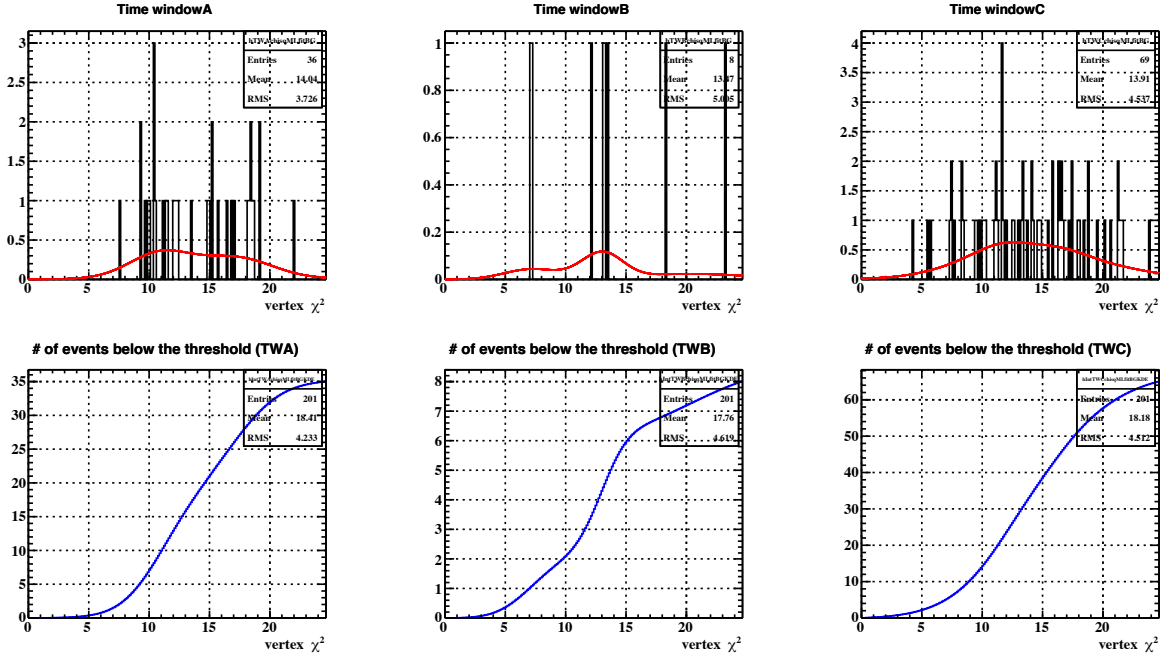 Time windowA
hTWAchisqMLfitBG
Entries 36
Mean 14.04
RMS 3.726
3
2.5
2
1.5
1
0.5
0
0 5 10 15 20
vertex χ²
Time windowB
hTWBchisqMLfitBG
Entries 8
Mean 13.47
RMS 5.005
1
0.8
0.6
0.4
0.2
0
0 5 10 15 20
vertex χ²
Time windowC
hTWCchisqMLfitBG
Entries 69
Mean 13.91
RMS 4.537
4
3.5
3
2.5
2
1.5
1
0.5
0
0 5 10 15 20
vertex χ²
# of events below the threshold (TWA)
Entries 201
Mean 18.41
RMS 4.233
35
30
25
20
15
10
5
0
0 5 10 15 20
vertex χ²
# of events below the threshold (TWB)
Entries 201
Mean 17.76
RMS 4.619
8
7
6
5
4
3
2
1
0
0 5 10 15 20
vertex χ²
# of events below the threshold (TWC)
Entries 201
Mean 18.18
RMS 4.512
60
50
40
30
20
10
0
0 5 10 15 20
vertex χ²